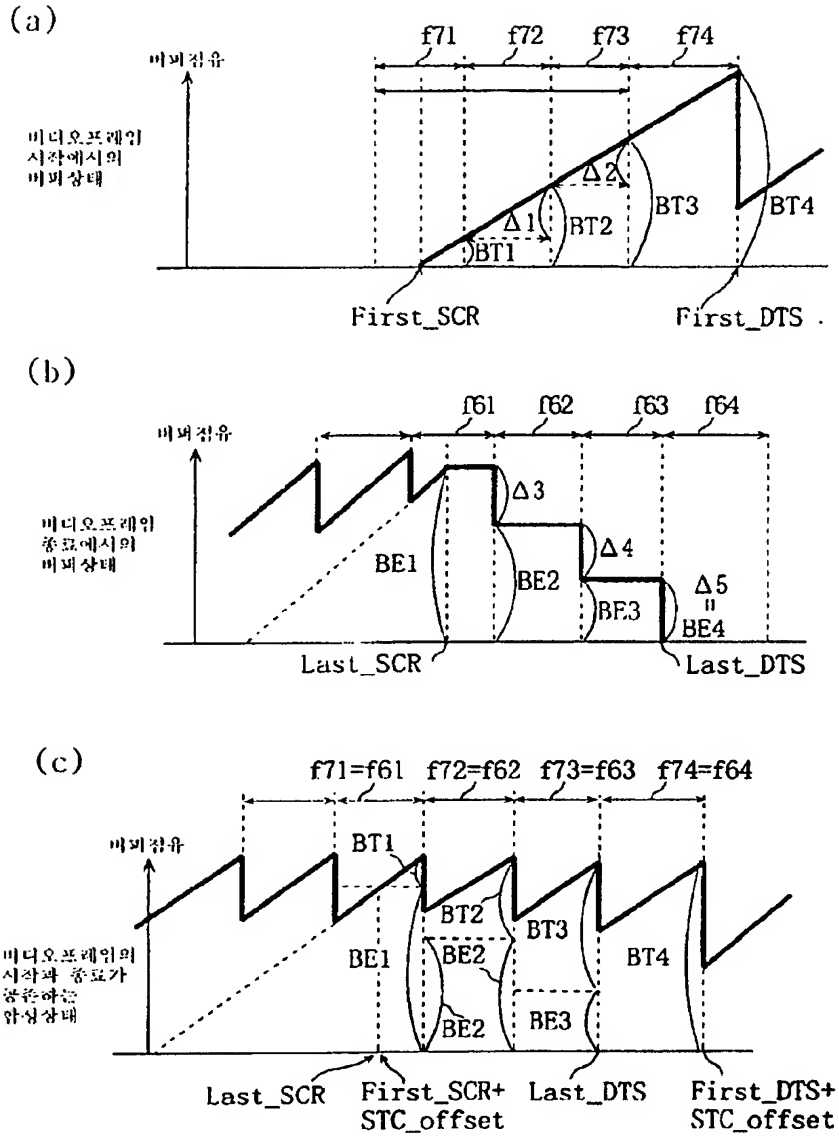 (a)
f71 f72 f73 f74
버퍼점유
비디오프레임
시작에서의
버퍼상태
Δ1
Δ2
BT1
BT2
BT3
BT4
First_SCR
First_DTS
(b)
f61 f62 f63 f64
버퍼점유
비디오프레임
종료에서의
버퍼상태
Δ3
Δ4
Δ5
=
BE1
BE2
BE3
BE4
Last_SCR
Last_DTS
(c)
f71=f61 f72=f62 f73=f63 f74=f64
버퍼점유
비디오프레임의
시작과 종료가
공존하는
합성상태
BT1
BT2
BT3
BT4
BE1
BE2
BE2
BE3
Last_SCR
First_SCR+
STC_offset
Last_DTS
First_DTS+
STC_offset